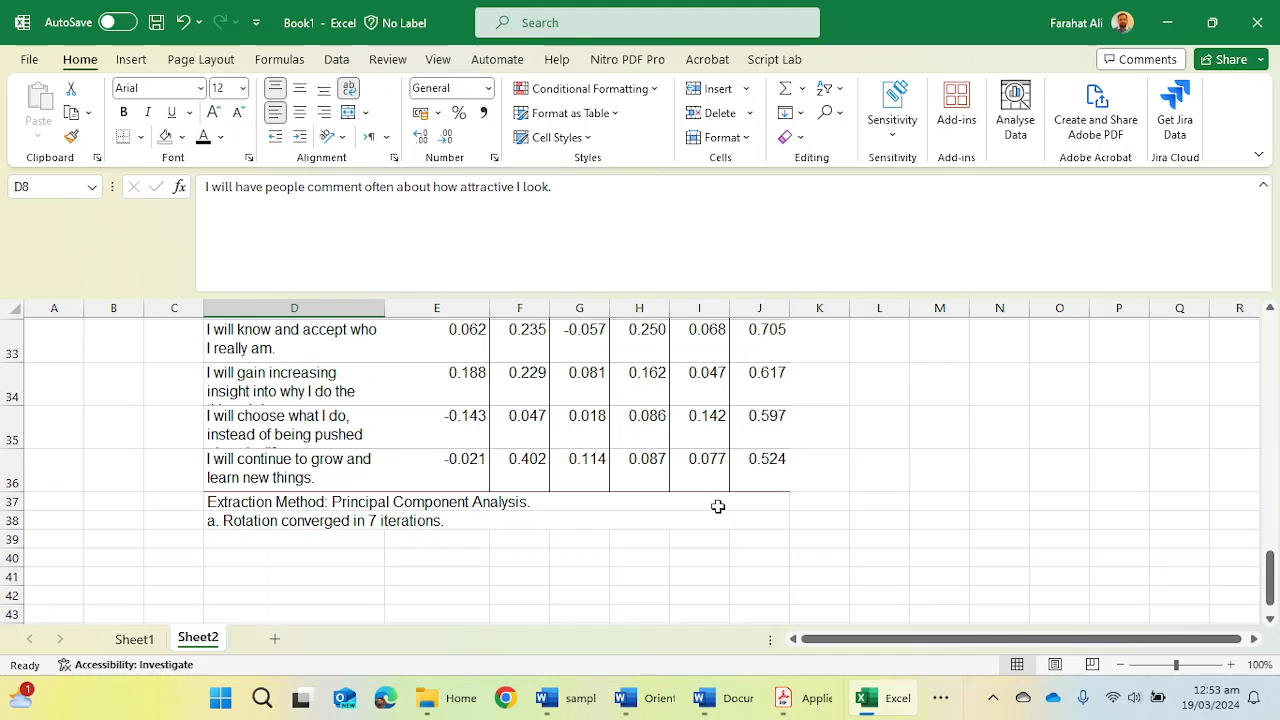 AutoSave Book1 - Excel No Label Search Farahat Ali
File Home Insert Page Layout Formulas Data Review View Automate Help Nitro PDF Pro Acrobat Script Lab Comments Share
Paste Arial 12 General Conditional Formatting Insert Sensitivity Add-ins Analyse Data Create and Share Adobe PDF Get Jira Data
B I U Format as Table Delete
A Cell Styles Format
Clipboard Font Alignment Number Styles Cells Editing Sensitivity Add-ins Adobe Acrobat Jira Cloud
D8 fx I will have people comment often about how attractive I look.
A B C D E F G H I J K L M N O P Q R
33 I will know and accept who 0.062 0.235 -0.057 0.250 0.068 0.705
I really am.
34 I will gain increasing 0.188 0.229 0.081 0.162 0.047 0.617
insight into why I do the
35 I will choose what I do, -0.143 0.047 0.018 0.086 0.142 0.597
instead of being pushed
36 I will continue to grow and -0.021 0.402 0.114 0.087 0.077 0.524
learn new things.
37 Extraction Method: Principal Component Analysis.
38 a. Rotation converged in 7 iterations.
39
40
41
42
43
Sheet1 Sheet2
Ready Accessibility: Investigate 100%
1 Home sampl Orient Docur Applie Excel 12:53 am
19/03/2024